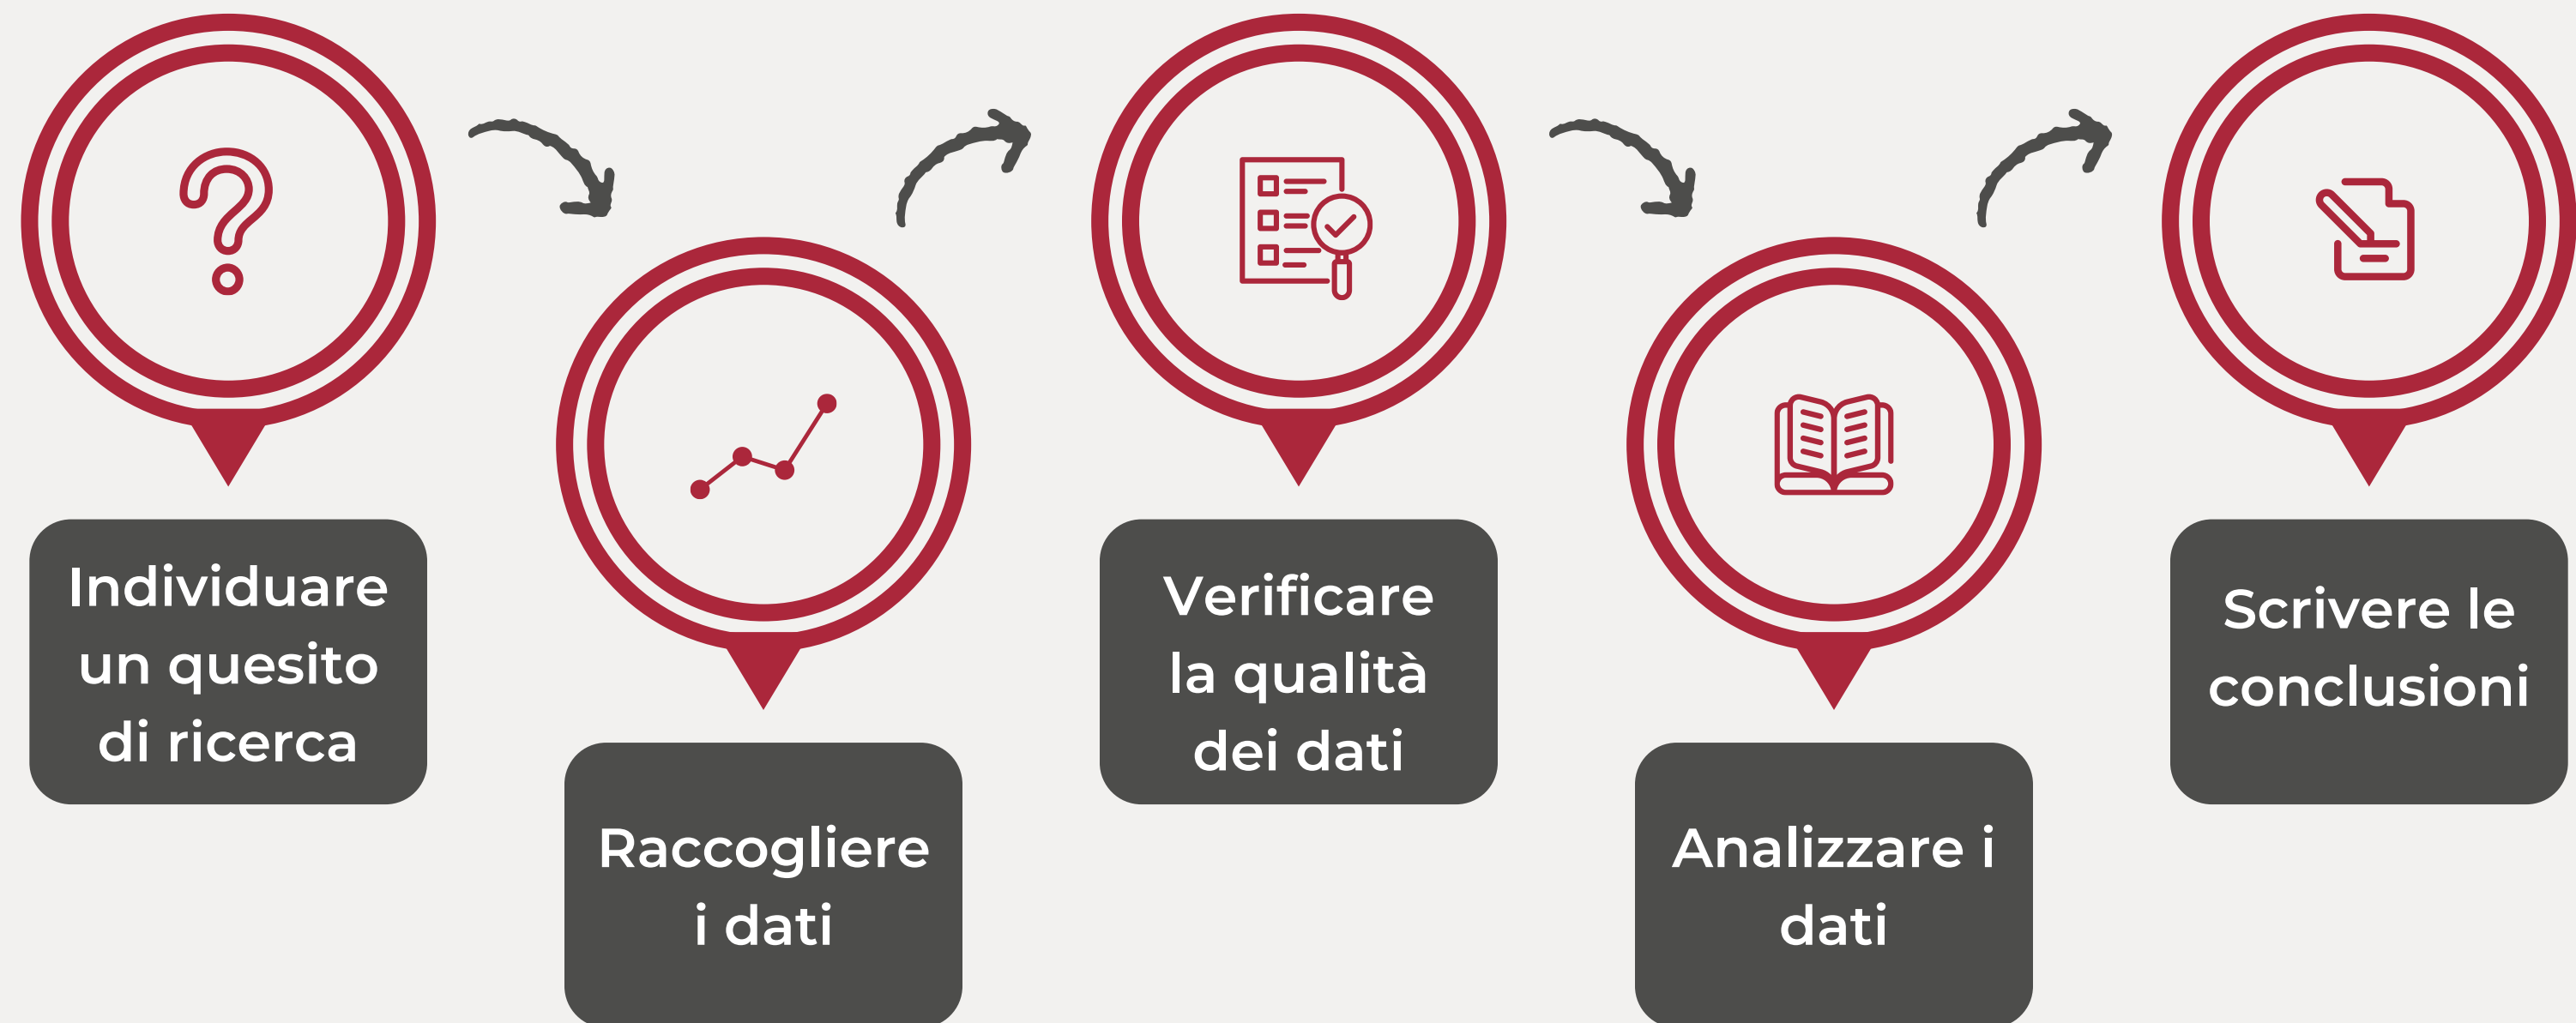 Individuare
un quesito
di ricerca
Raccogliere
i dati
Verificare
la qualità
dei dati
Analizzare i
dati
Scrivere le
conclusioni